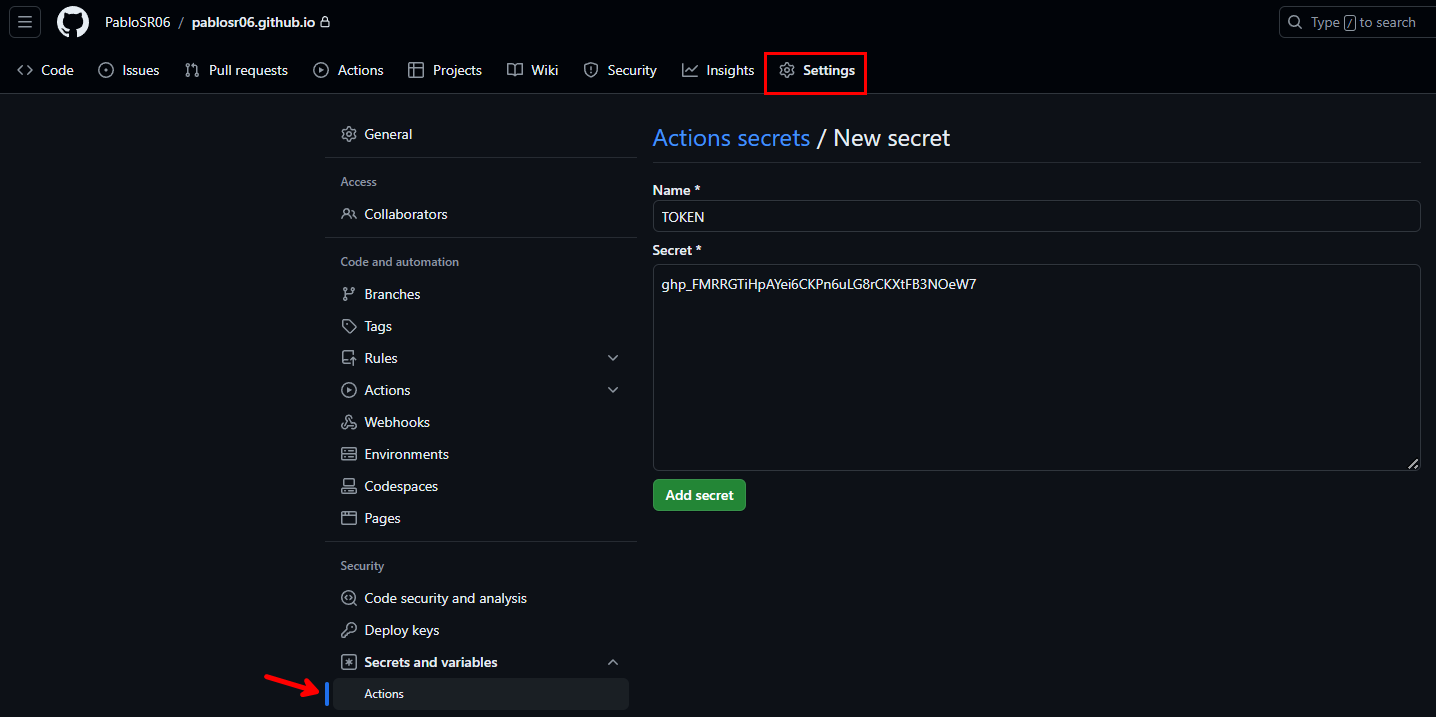 PabloSR06 / pablosr06.github.io
Type / to search
Code Issues Pull requests Actions Projects Wiki Security Insights Settings
General
Access
Collaborators
Code and automation
Branches
Tags
Rules
Actions
Webhooks
Environments
Codespaces
Pages
Security
Code security and analysis
Deploy keys
Secrets and variables
Actions
Actions secrets / New secret
Name *
TOKEN
Secret *
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
Add secret